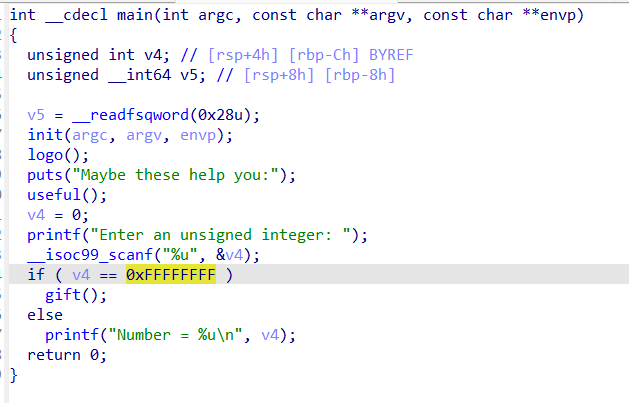 int __cdecl main(int argc, const char **argv, const char **envp)
{
  unsigned int v4; // [rsp+4h] [rbp-Ch] BYREF
  unsigned __int64 v5; // [rsp+8h] [rbp-8h]

  v5 = __readfsqword(0x28u);
  init(argc, argv, envp);
  logo();
  puts("Maybe these help you:");
  useful();
  v4 = 0;
  printf("Enter an unsigned integer: ");
  __isoc99_scanf("%u", &v4);
  if ( v4 == 0xFFFFFFFF )
    gift();
  else
    printf("Number = %u\n", v4);
  return 0;
}